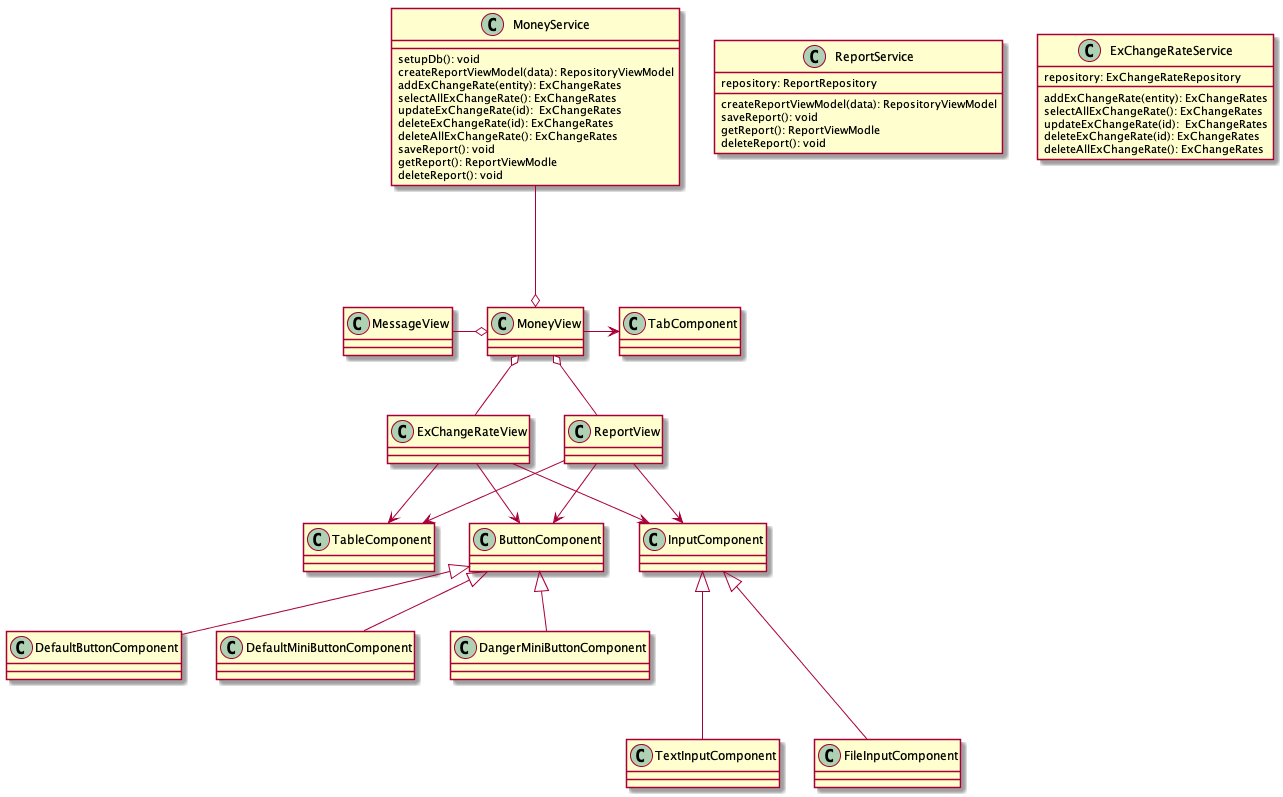 C MoneyService
setupDb(): void
createReportViewModel(data): RepositoryViewModel
addExChangeRate(entity): ExChangeRates
selectAllExChangeRate(): ExChangeRates
updateExChangeRate(id):  ExChangeRates
deleteExChangeRate(id): ExChangeRates
deleteAllExChangeRate(): ExChangeRates
saveReport(): void
getReport(): ReportViewModle
deleteReport(): void
C ReportService
repository: ReportRepository
createReportViewModel(data): RepositoryViewModel
saveReport(): void
getReport(): ReportViewModle
deleteReport(): void
C ExChangeRateService
repository: ExChangeRateRepository
addExChangeRate(entity): ExChangeRates
selectAllExChangeRate(): ExChangeRates
updateExChangeRate(id):  ExChangeRates
deleteExChangeRate(id): ExChangeRates
deleteAllExChangeRate(): ExChangeRates
C MessageView
C MoneyView
C TabComponent
C ExChangeRateView
C ReportView
C TableComponent
C ButtonComponent
C InputComponent
C DefaultButtonComponent
C DefaultMiniButtonComponent
C DangerMiniButtonComponent
C TextInputComponent
C FileInputComponent